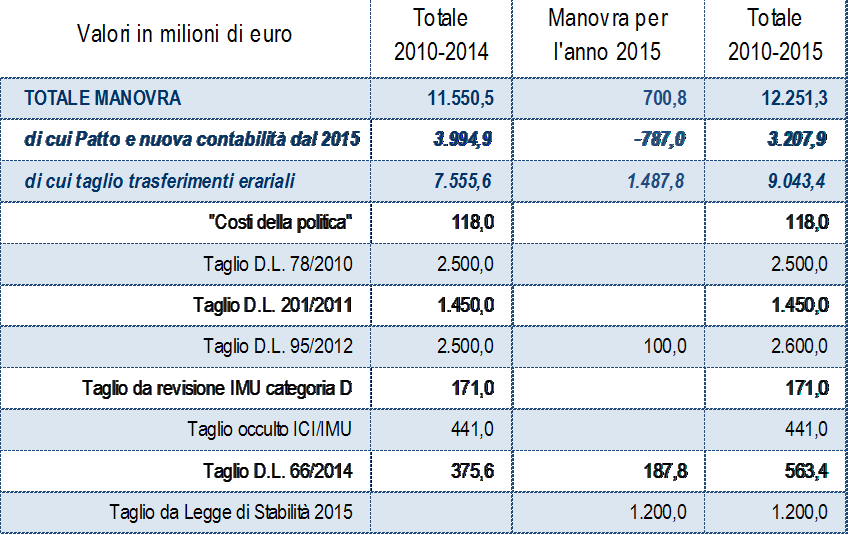 Valori in milioni di euro Totale 2010-2014 Manovra per l'anno 2015 Totale 2010-2015
TOTALE MANOVRA 11.550,5 700,8 12.251,3
di cui Patto e nuova contabilità dal 2015 3.994,9 -787,0 3.207,9
di cui taglio trasferimenti erariali 7.555,6 1.487,8 9.043,4
"Costi della politica" 118,0 118,0
Taglio D.L. 78/2010 2.500,0 2.500,0
Taglio D.L. 201/2011 1.450,0 1.450,0
Taglio D.L. 95/2012 2.500,0 100,0 2.600,0
Taglio da revisione IMU categoria D 171,0 171,0
Taglio occulto ICI/IMU 441,0 441,0
Taglio D.L. 66/2014 375,6 187,8 563,4
Taglio da Legge di Stabilità 2015 1.200,0 1.200,0